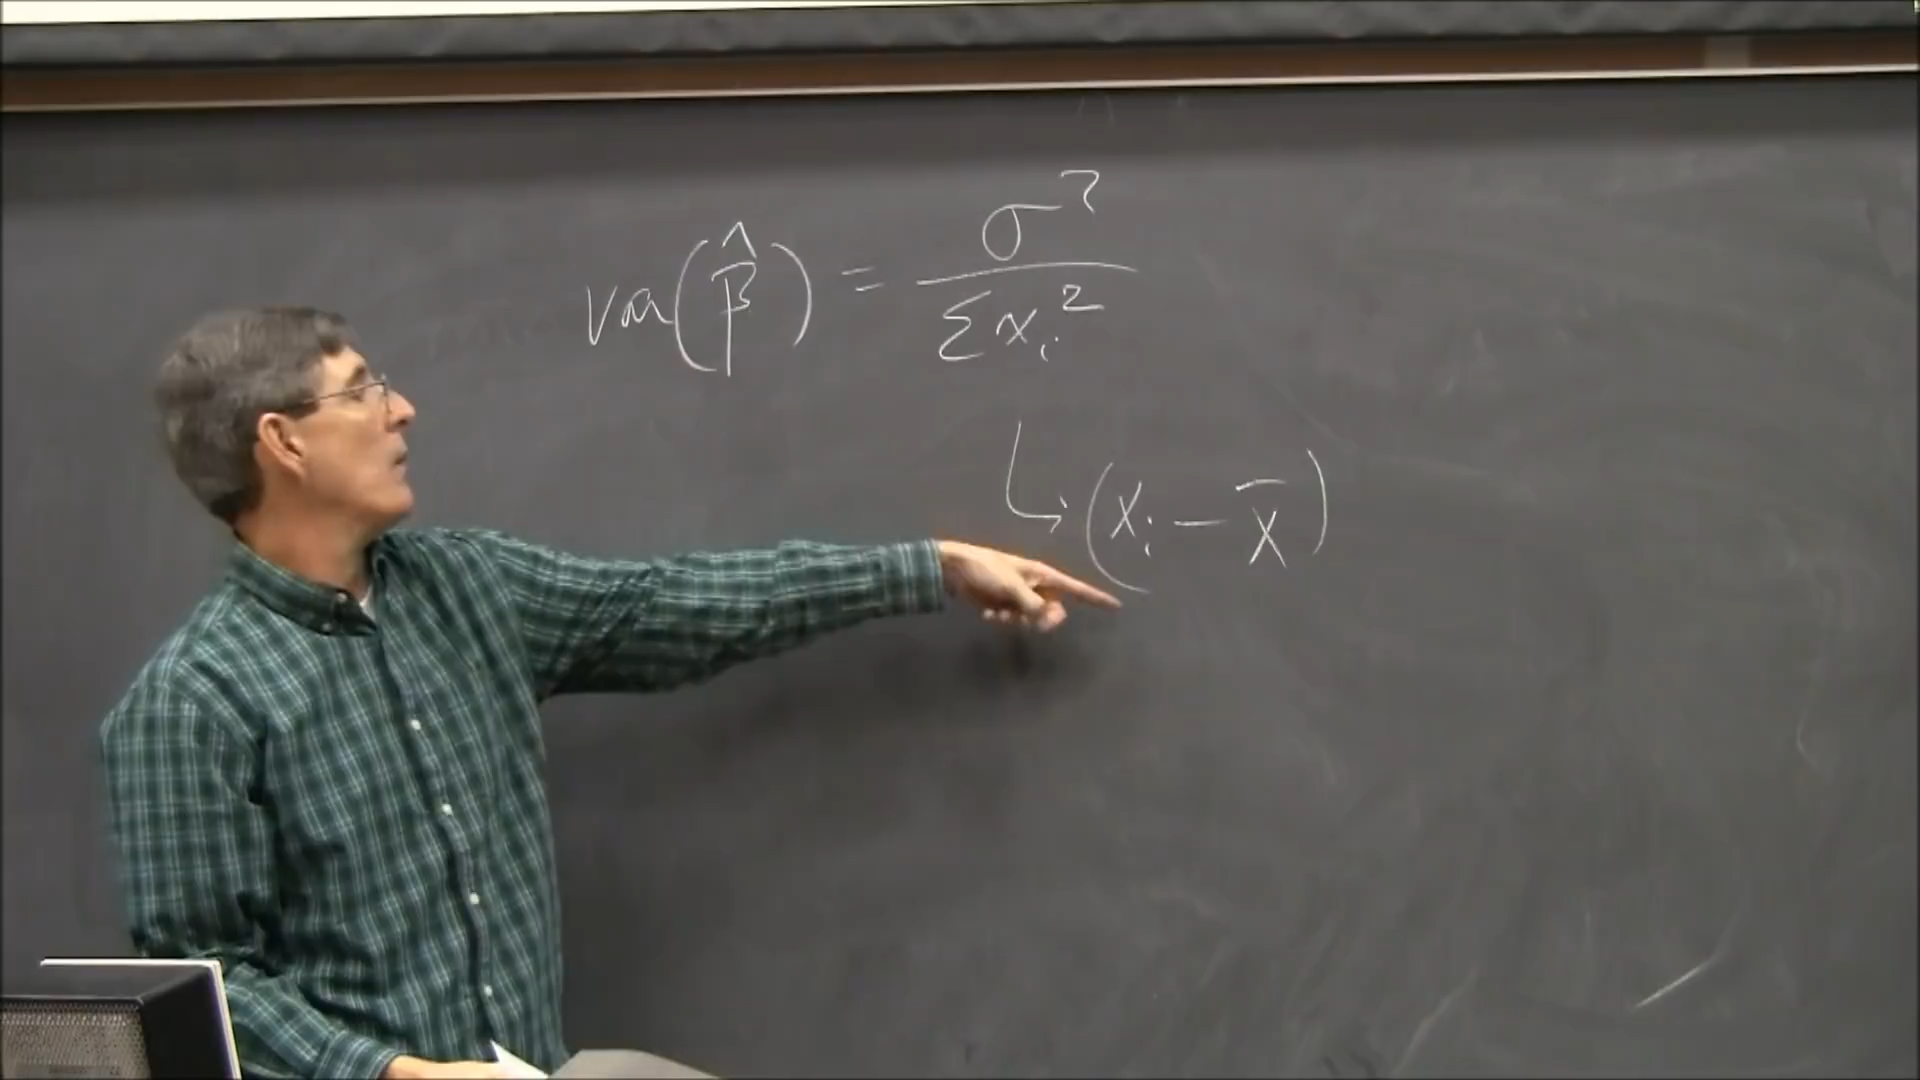 var(β̂) = σ² / Σxᵢ²
↳ (Xᵢ − X̄)